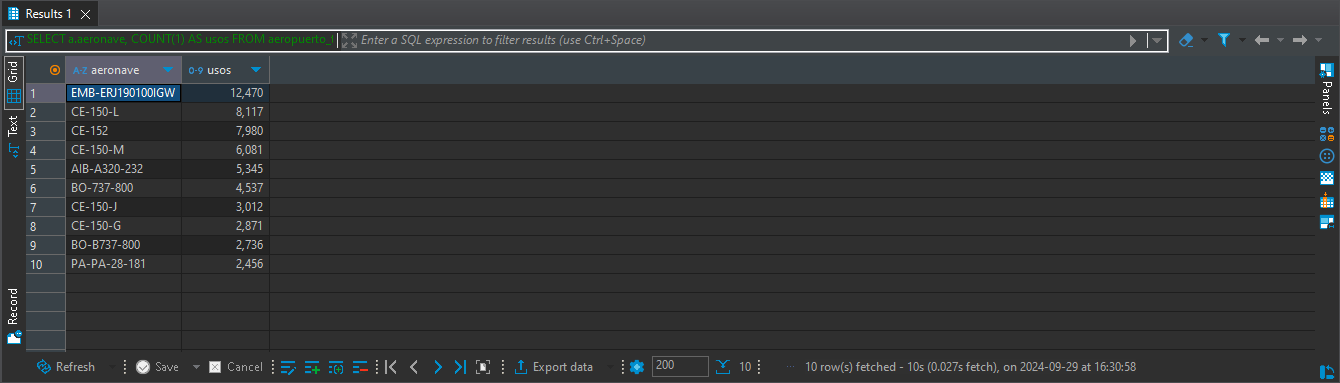 Results 1
SELECT a.aeronave, COUNT(1) AS usos FROM aeropuerto_ Enter a SQL expression to filter results (use Ctrl+Space)
Grid
Text
Record
A-Z aeronave 0-9 usos
1 EMB-ERJ190100IGW 12,470
2 CE-150-L 8,117
3 CE-152 7,980
4 CE-150-M 6,081
5 AIB-A320-232 5,345
6 BO-737-800 4,537
7 CE-150-J 3,012
8 CE-150-G 2,871
9 BO-B737-800 2,736
10 PA-PA-28-181 2,456
Panels
Refresh Save Cancel Export data 200 10 10 row(s) fetched - 10s (0.027s fetch), on 2024-09-29 at 16:30:58